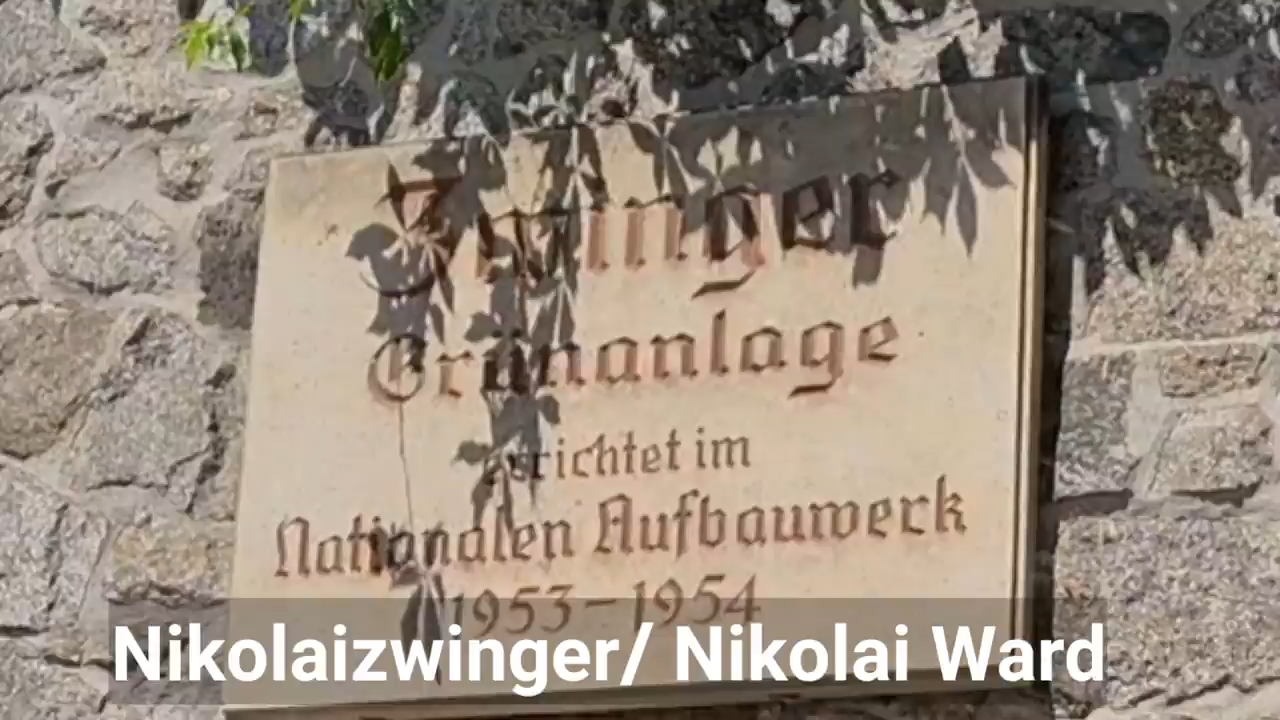 Zwinger
Grünanlage
errichtet im
Nationalen Aufbauwerk
1953-1954
Nikolaizwinger/ Nikolai Ward